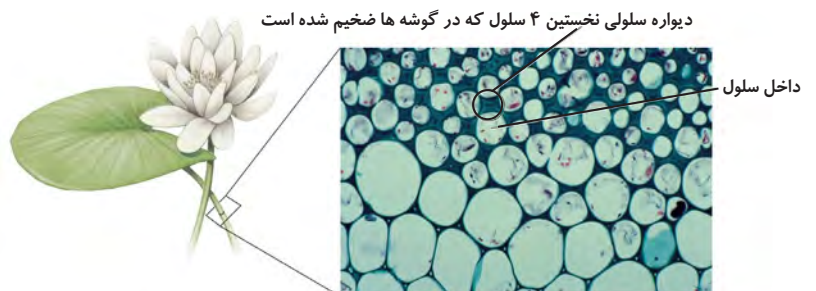 دیواره سلولی نخستین ۴ سلول که در گوشه ها ضخیم شده است
داخل سلول